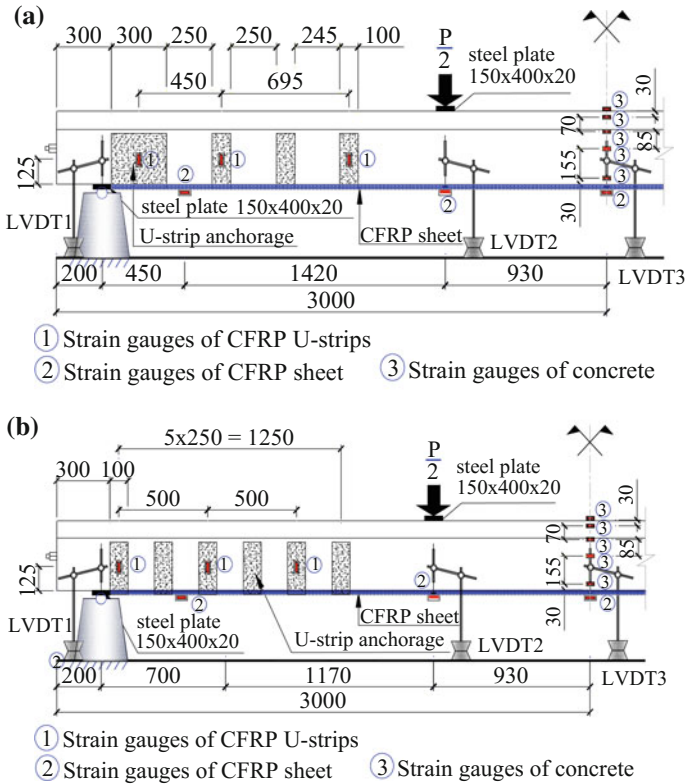 (a)
300 300 250 250 245 100
450 695
P
2
steel plate
150x400x20
3
3
3
3
3
2
30
70
85
155
30
125
1
1
1
2
2
LVDT1
steel plate 150x400x20
U-strip anchorage
CFRP sheet
LVDT2
LVDT3
200 450 1420 930
3000
1 Strain gauges of CFRP U-strips
2 Strain gauges of CFRP sheet 3 Strain gauges of concrete
(b)
5x250 = 1250
300 100
500 500
P
2
steel plate
150x400x20
3
3
3
3
3
2
30
70
85
155
30
125
1
1
1
2
2
LVDT1
steel plate
150x400x20
CFRP sheet
U-strip anchorage
LVDT2
LVDT3
2
200 700 1170 930
3000
1 Strain gauges of CFRP U-strips
2 Strain gauges of CFRP sheet 3 Strain gauges of concrete